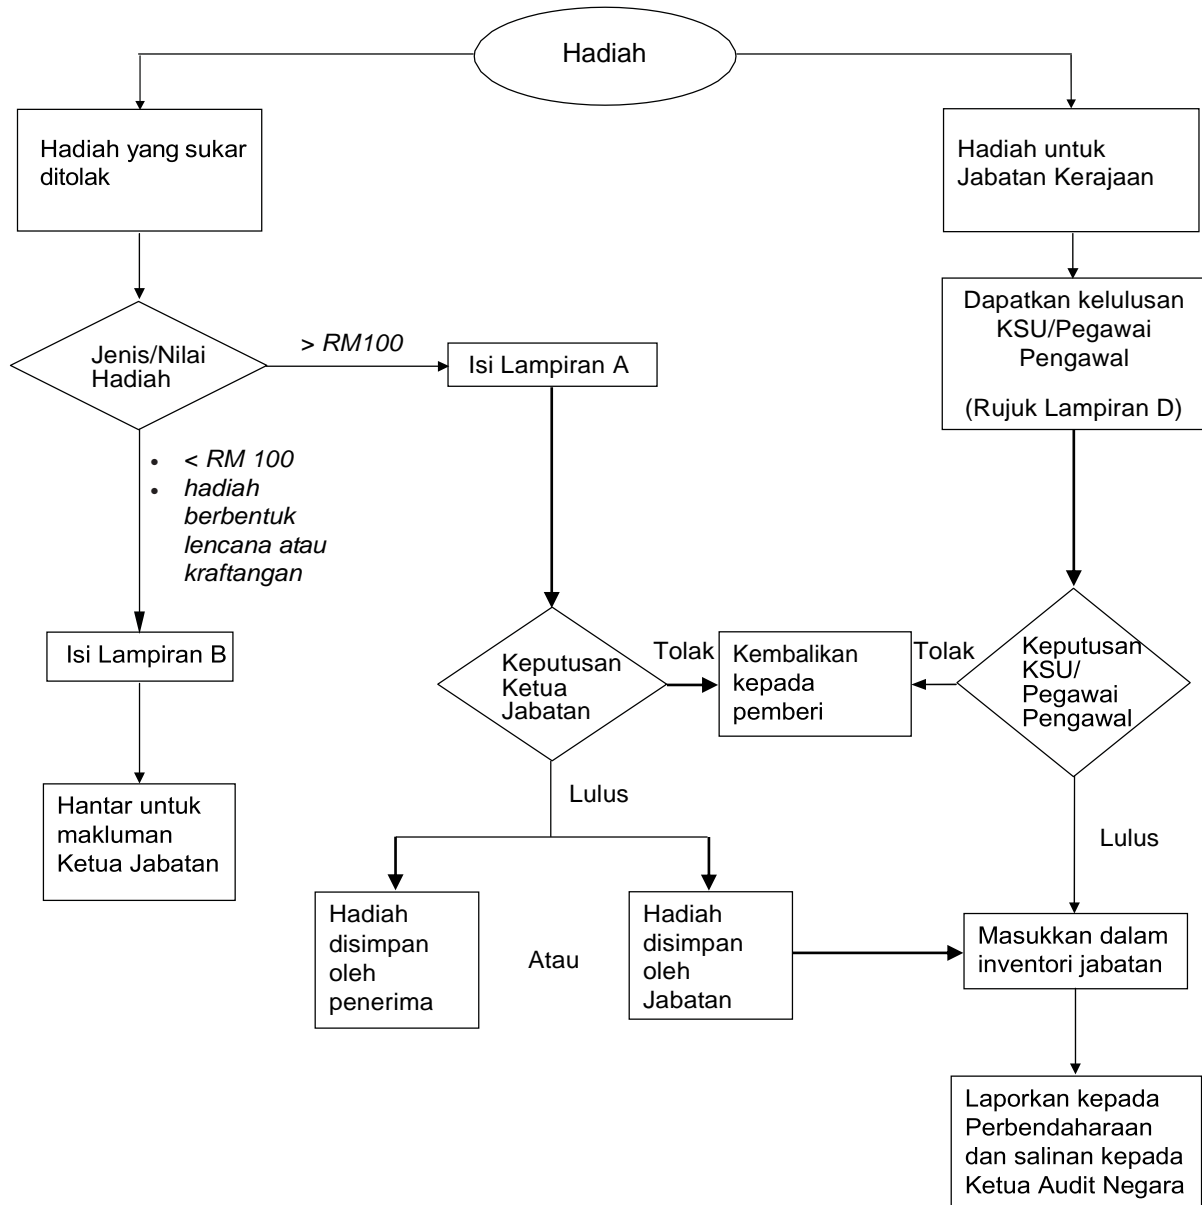 Hadiah
Hadiah yang sukar
ditolak
Hadiah untuk
Jabatan Kerajaan
Jenis/Nilai
Hadiah
> RM100
Isi Lampiran A
Dapatkan kelulusan
KSU/Pegawai
Pengawal
(Rujuk Lampiran D)
• < RM 100
• hadiah
berbentuk
lencana atau
kraftangan
Isi Lampiran B
Hantar untuk
makluman
Ketua Jabatan
Keputusan
Ketua
Jabatan
Tolak
Kembalikan
kepada
pemberi
Tolak
Keputusan
KSU/
Pegawai
Pengawal
Lulus
Lulus
Hadiah
disimpan
oleh
penerima
Atau
Hadiah
disimpan
oleh
Jabatan
Masukkan dalam
inventori jabatan
Laporkan kepada
Perbendaharaan
dan salinan kepada
Ketua Audit Negara